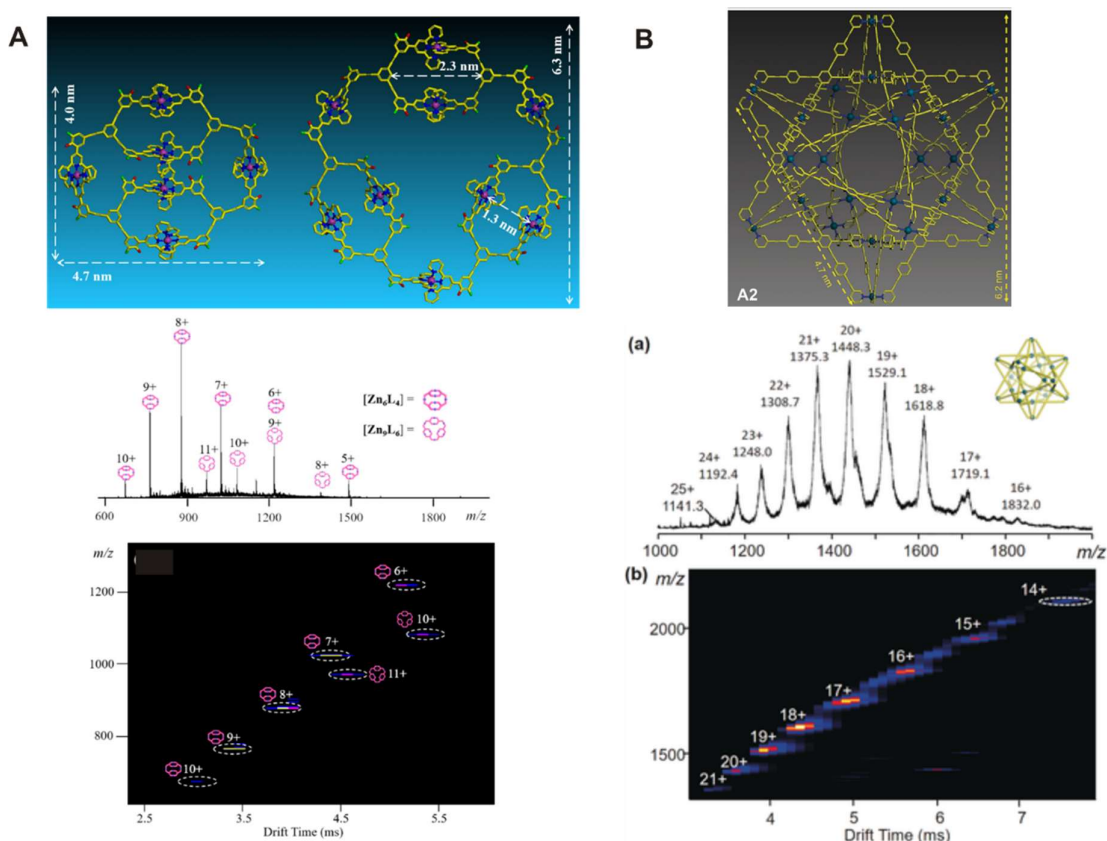 A
4.0 nm
4.7 nm
2.3 nm
1.3 nm
6.3 nm
B
4.7 nm
6.2 nm
A2
8+
9+
7+
6+
[Zn6L4] =
9+
[Zn9L6] =
10+
11+
10+
8+
5+
600 900 1200 1500 1800 m/z
m/z
1200
1000
800
6+
10+
7+
11+
8+
9+
10+
2.5 3.5 4.5 5.5
Drift Time (ms)
(a)
20+
1448.3
21+
1375.3
19+
1529.1
22+
1308.7
18+
1618.8
23+
1248.0
24+
1192.4
17+
1719.1
25+
1141.3
16+
1832.0
1000 1200 1400 1600 1800 m/z
(b) m/z
2000
1500
14+
15+
16+
17+
18+
19+
20+
21+
4 5 6 7
Drift Time (ms)